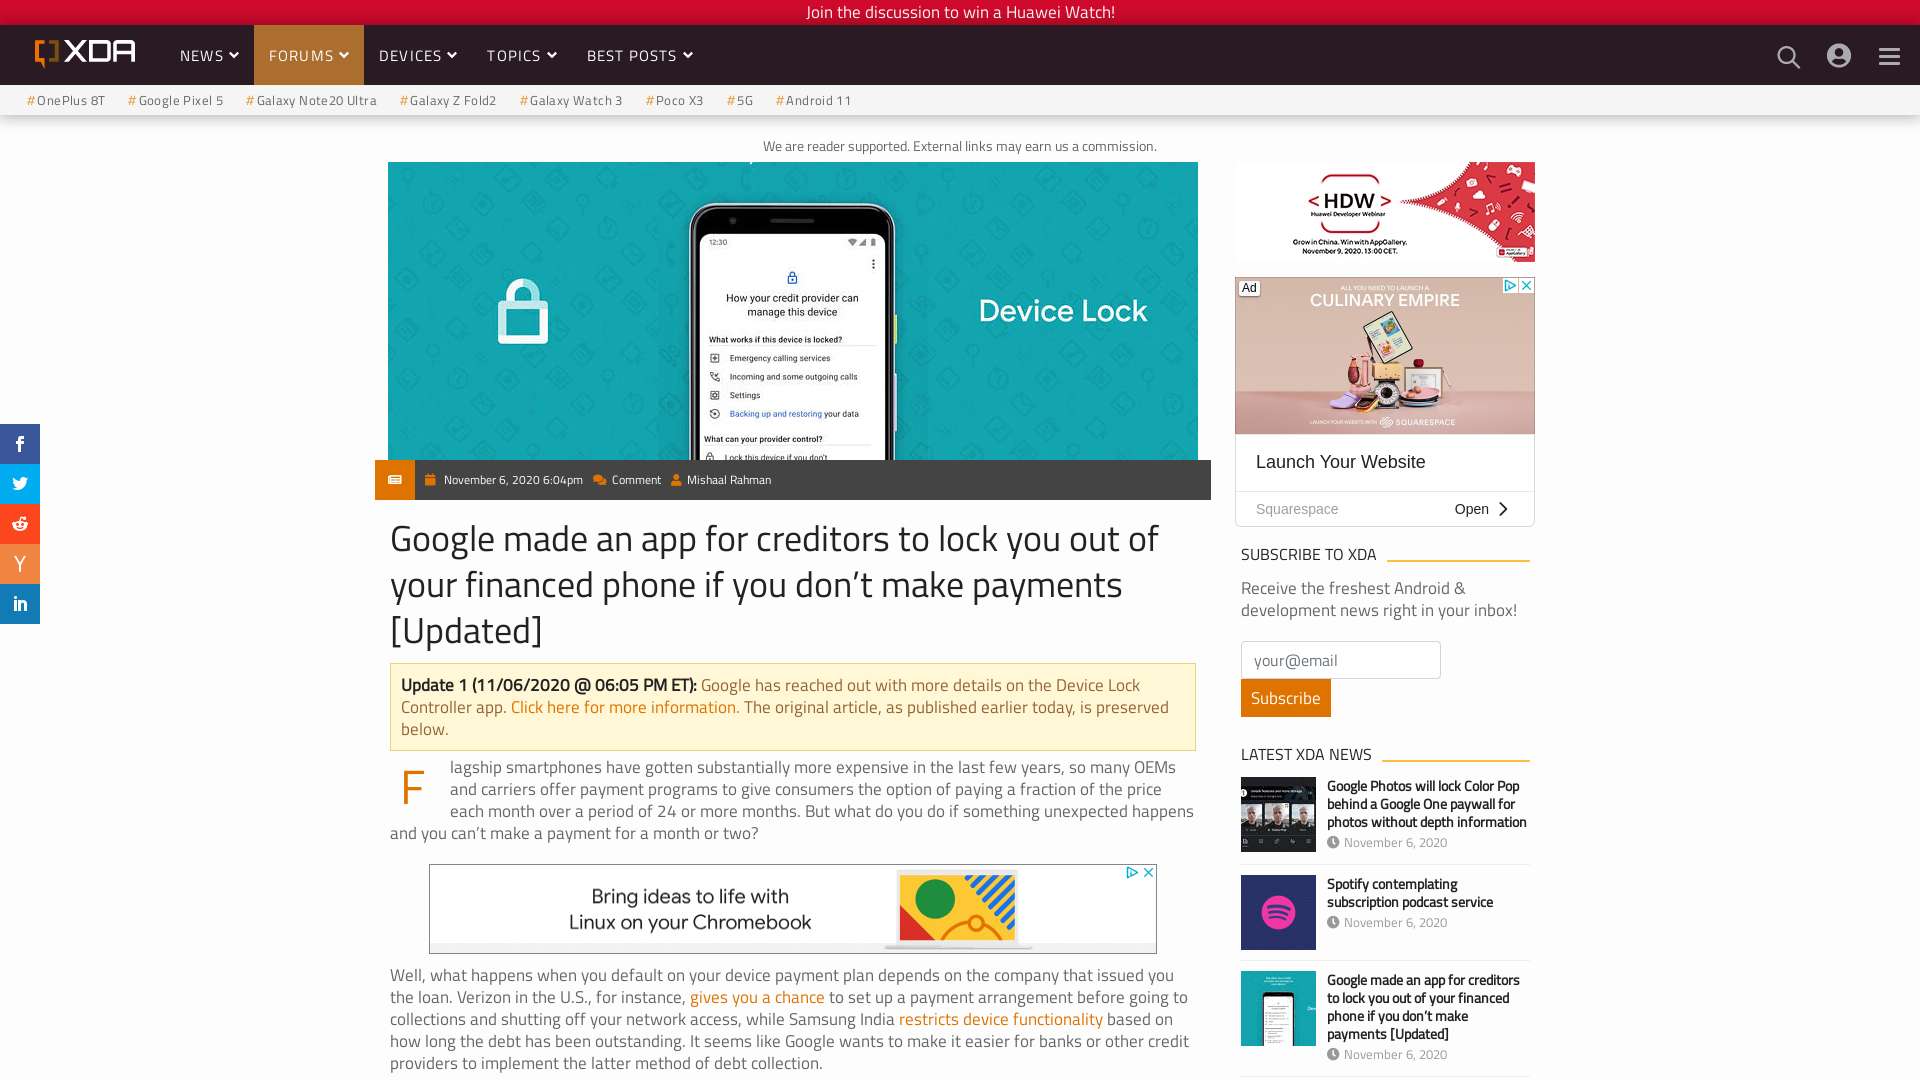 Join the discussion to win a Huawei Watch!
XDA
NEWS
FORUMS
DEVICES
TOPICS
BEST POSTS
#OnePlus 8T
#Google Pixel 5
#Galaxy Note20 Ultra
#Galaxy Z Fold2
#Galaxy Watch 3
#Poco X3
#5G
#Android 11
We are reader supported. External links may earn us a commission.
12:30
How your credit provider can
manage this device
What works if this device is locked?
Emergency calling services
Incoming and some outgoing calls
Settings
Backing up and restoring your data
What can your provider control?
Lock this device if you don't
Device Lock
November 6, 2020 6:04pm
Comment
Mishaal Rahman
Google made an app for creditors to lock you out of
your financed phone if you don’t make payments
[Updated]
Update 1 (11/06/2020 @ 06:05 PM ET): Google has reached out with more details on the Device Lock
Controller app. Click here for more information. The original article, as published earlier today, is preserved
below.
Flagship smartphones have gotten substantially more expensive in the last few years, so many OEMs
and carriers offer payment programs to give consumers the option of paying a fraction of the price
each month over a period of 24 or more months. But what do you do if something unexpected happens
and you can’t make a payment for a month or two?
Bring ideas to life with
Linux on your Chromebook
Well, what happens when you default on your device payment plan depends on the company that issued you
the loan. Verizon in the U.S., for instance, gives you a chance to set up a payment arrangement before going to
collections and shutting off your network access, while Samsung India restricts device functionality based on
how long the debt has been outstanding. It seems like Google wants to make it easier for banks or other credit
providers to implement the latter method of debt collection.
< HDW >
Huawei Developer Webinar
Grow in China. Win with AppGallery.
November 9, 2020. 13:00 CET.
Ad
ALL YOU NEED TO LAUNCH A
CULINARY EMPIRE
LAUNCH YOUR WEBSITE WITH SQUARESPACE
Launch Your Website
Squarespace
Open
SUBSCRIBE TO XDA
Receive the freshest Android &
development news right in your inbox!
your@email
Subscribe
LATEST XDA NEWS
Google Photos will lock Color Pop
behind a Google One paywall for
photos without depth information
November 6, 2020
Spotify contemplating
subscription podcast service
November 6, 2020
Google made an app for creditors
to lock you out of your financed
phone if you don’t make
payments [Updated]
November 6, 2020